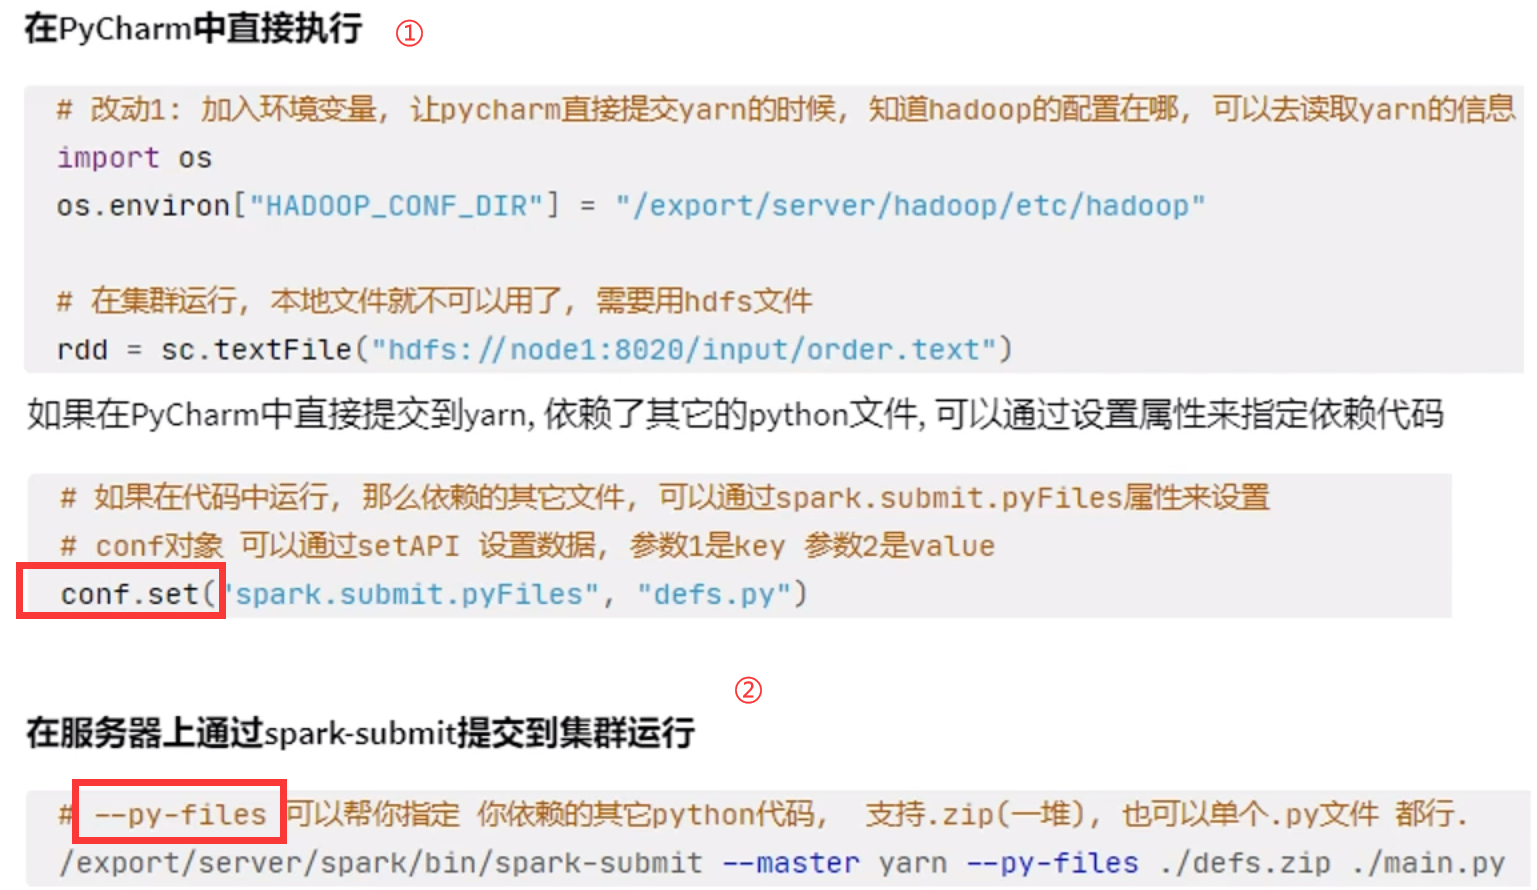 在PyCharm中直接执行 ①
# 改动1: 加入环境变量, 让pycharm直接提交yarn的时候, 知道hadoop的配置在哪, 可以去读取yarn的信息
import os
os.environ["HADOOP_CONF_DIR"] = "/export/server/hadoop/etc/hadoop"
# 在集群运行, 本地文件就不可以用了, 需要用hdfs文件
rdd = sc.textFile("hdfs://node1:8020/input/order.text")
如果在PyCharm中直接提交到yarn, 依赖了其它的python文件, 可以通过设置属性来指定依赖代码
# 如果在代码中运行, 那么依赖的其它文件, 可以通过spark.submit.pyFiles属性来设置
# conf对象 可以通过setAPI 设置数据, 参数1是key 参数2是value
conf.set("spark.submit.pyFiles", "defs.py")
②
在服务器上通过spark-submit提交到集群运行
# --py-files 可以帮你指定 你依赖的其它python代码, 支持.zip(一堆), 也可以单个.py文件 都行.
/export/server/spark/bin/spark-submit --master yarn --py-files ./defs.zip ./main.py